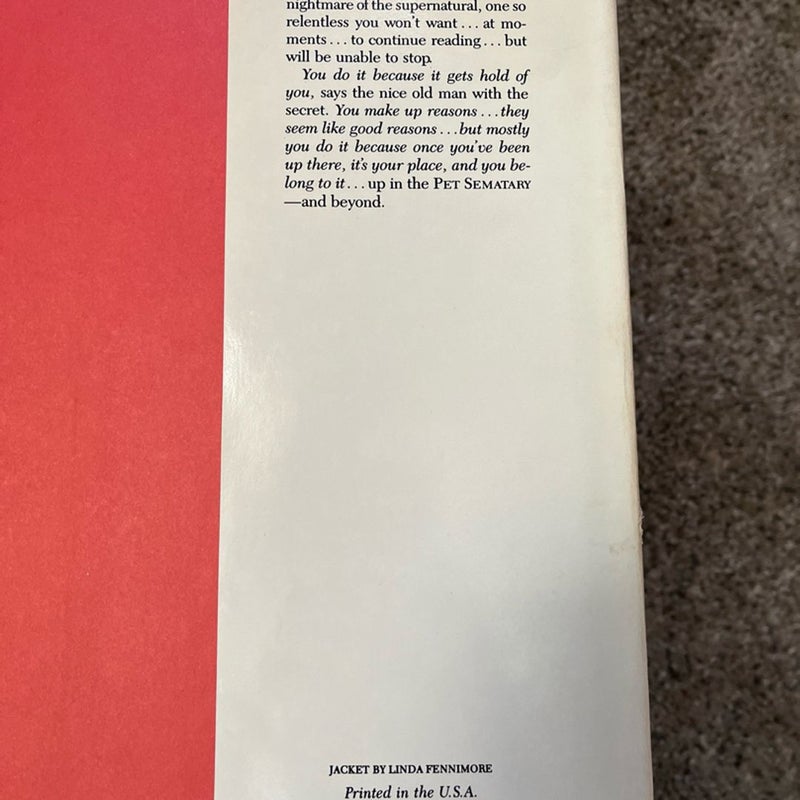 nightmare of the supernatural, one so
relentless you won't want . . . at mo-
ments . . . to continue reading . . . but
will be unable to stop.
You do it because it gets hold of
you, says the nice old man with the
secret. You make up reasons . . . they
seem like good reasons . . . but mostly
you do it because once you've been
up there, it's your place, and you be-
long to it . . . up in the PET SEMATARY
—and beyond.
JACKET BY LINDA FENNIMORE
Printed in the U.S.A.